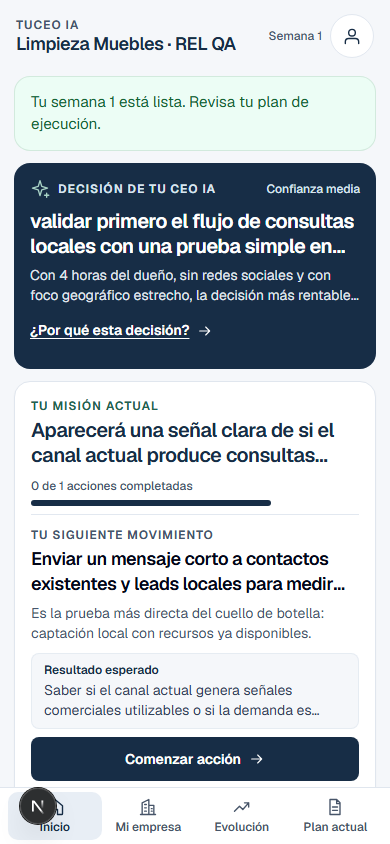 TUCEO IA
Limpieza Muebles · REL QA
Semana 1
Tu semana 1 está lista. Revisa tu plan de
ejecución.
DECISIÓN DE TU CEO IA
Confianza media
validar primero el flujo de consultas
locales con una prueba simple en...
Con 4 horas del dueño, sin redes sociales y con
foco geográfico estrecho, la decisión más rentable...
¿Por qué esta decisión? →
TU MISIÓN ACTUAL
Aparecerá una señal clara de si el
canal actual produce consultas...
0 de 1 acciones completadas
TU SIGUIENTE MOVIMIENTO
Enviar un mensaje corto a contactos
existentes y leads locales para medir...
Es la prueba más directa del cuello de botella:
captación local con recursos ya disponibles.
Resultado esperado
Saber si el canal actual genera señales
comerciales utilizables o si la demanda es...
Comenzar acción →
N
Inicio
Mi empresa
Evolución
Plan actual